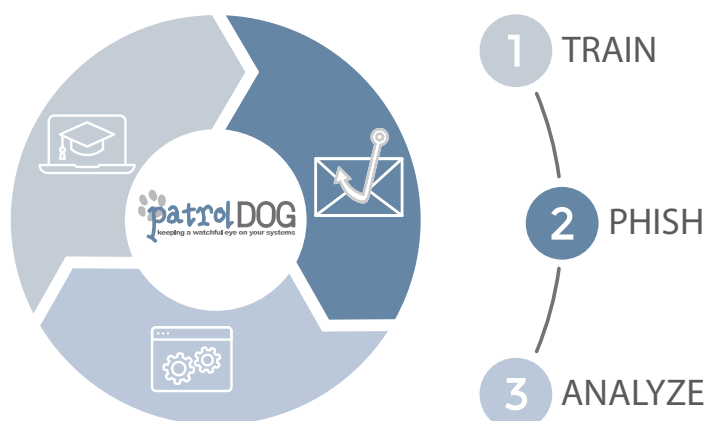 patrolDOG
keeping a watchful eye on your systems
1 TRAIN
2 PHISH
3 ANALYZE